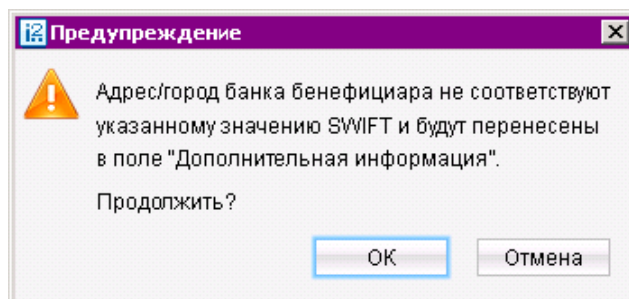 Предупреждение
Адрес/город банка бенефициара не соответствуют
указанному значению SWIFT и будут перенесены
в поле "Дополнительная информация".
Продолжить?
ОК
Отмена